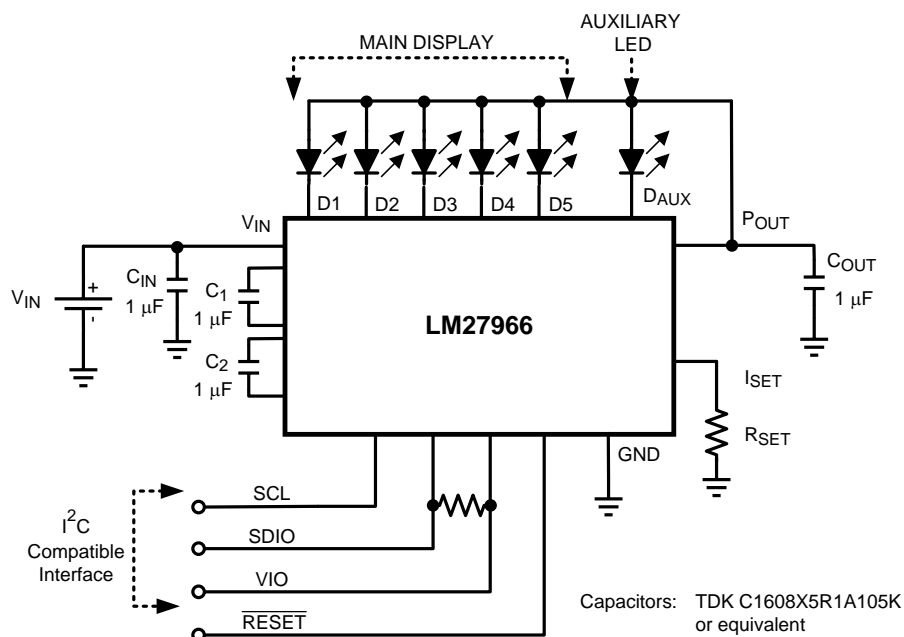 AUXILIARY
LED
MAIN DISPLAY
D1
D2
D3
D4
D5
DAUX
VIN
POUT
CIN
1 μF
C1
1 μF
COUT
1 μF
VIN
+
-
LM27966
C2
1 μF
ISET
RSET
GND
SCL
I²C
Compatible
Interface
SDIO
VIO
RESET
Capacitors: TDK C1608X5R1A105K
or equivalent